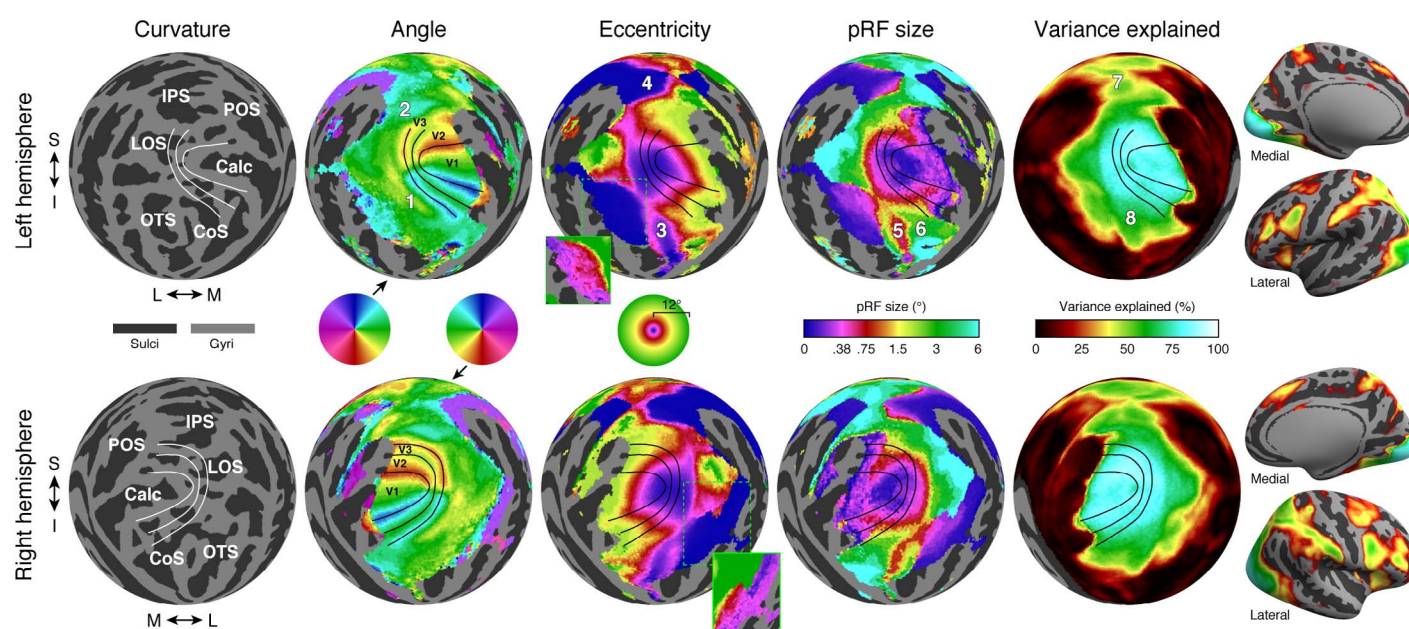 Curvature Angle Eccentricity pRF size Variance explained
Left hemisphere
S
I
IPS
POS
LOS
Calc
OTS
CoS
L M
2
V3
V2
V1
1
4
3
5 6
7
8
Medial
Lateral
Sulci Gyri
12°
pRF size (°)
0 .38 .75 1.5 3 6
Variance explained (%)
0 25 50 75 100
Right hemisphere
S
I
IPS
POS
LOS
Calc
OTS
CoS
M L
V3
V2
V1
Medial
Lateral